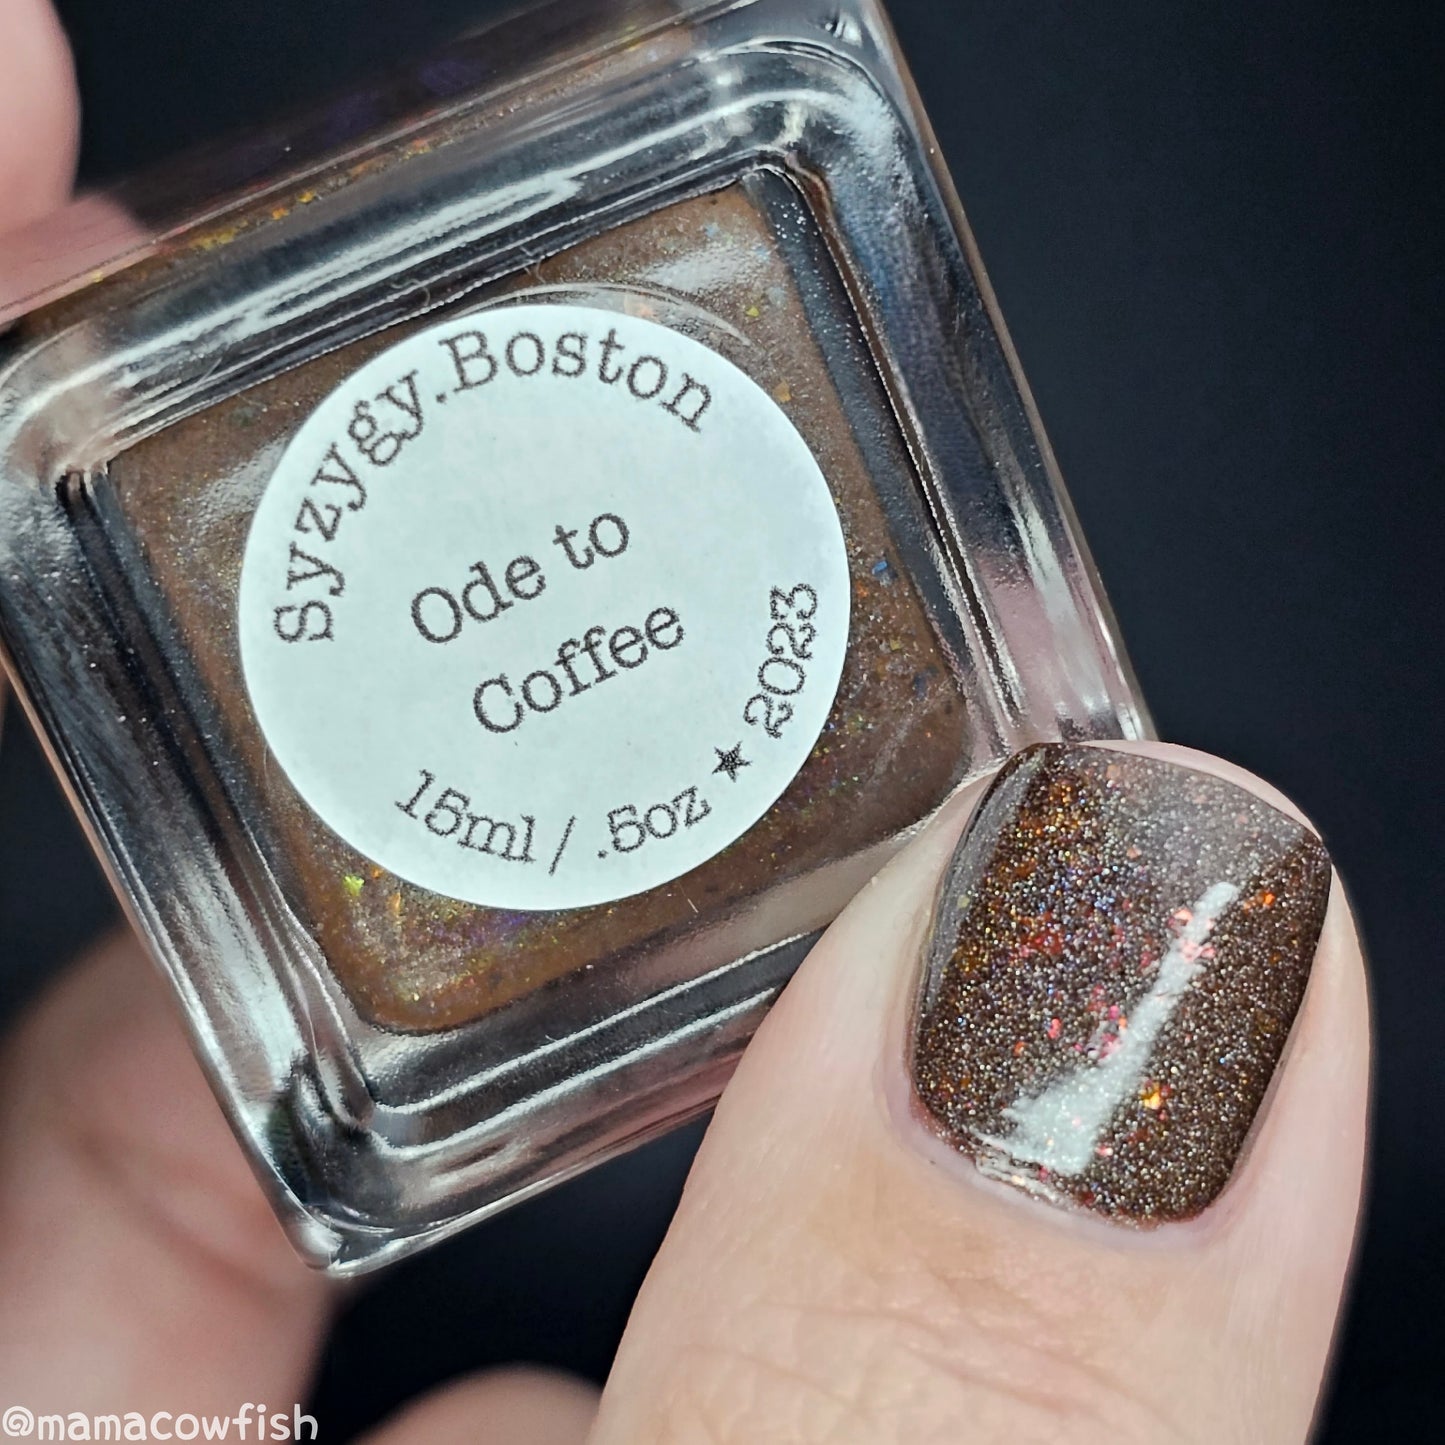 Syzygy.Boston
Ode to
Coffee
15ml / .5oz ★ 2023
@mamacowfish